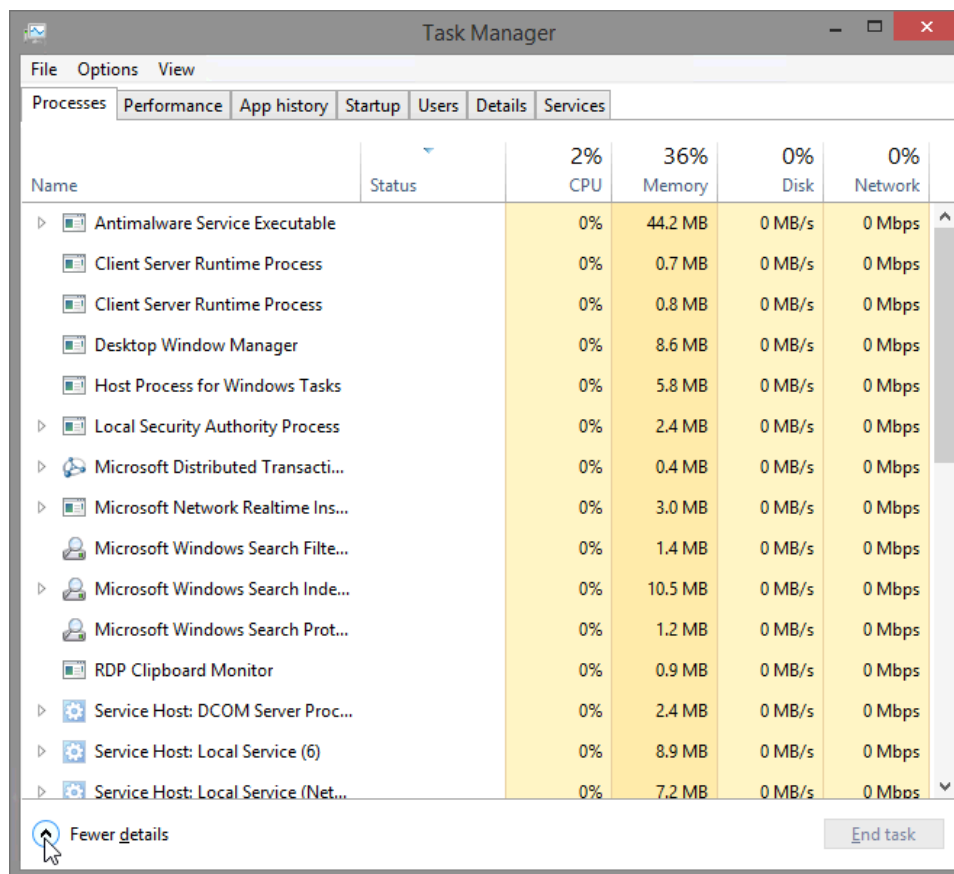 Task Manager
File Options View
Processes Performance App history Startup Users Details Services
2% 36% 0% 0%
Name Status CPU Memory Disk Network
Antimalware Service Executable 0% 44.2 MB 0 MB/s 0 Mbps
Client Server Runtime Process 0% 0.7 MB 0 MB/s 0 Mbps
Client Server Runtime Process 0% 0.8 MB 0 MB/s 0 Mbps
Desktop Window Manager 0% 8.6 MB 0 MB/s 0 Mbps
Host Process for Windows Tasks 0% 5.8 MB 0 MB/s 0 Mbps
Local Security Authority Process 0% 2.4 MB 0 MB/s 0 Mbps
Microsoft Distributed Transacti... 0% 0.4 MB 0 MB/s 0 Mbps
Microsoft Network Realtime Ins... 0% 3.0 MB 0 MB/s 0 Mbps
Microsoft Windows Search Filte... 0% 1.4 MB 0 MB/s 0 Mbps
Microsoft Windows Search Inde... 0% 10.5 MB 0 MB/s 0 Mbps
Microsoft Windows Search Prot... 0% 1.2 MB 0 MB/s 0 Mbps
RDP Clipboard Monitor 0% 0.9 MB 0 MB/s 0 Mbps
Service Host: DCOM Server Proc... 0% 2.4 MB 0 MB/s 0 Mbps
Service Host: Local Service (6) 0% 8.9 MB 0 MB/s 0 Mbps
Service Host: Local Service (Net... 0% 7.2 MB 0 MB/s 0 Mbps
Fewer details End task